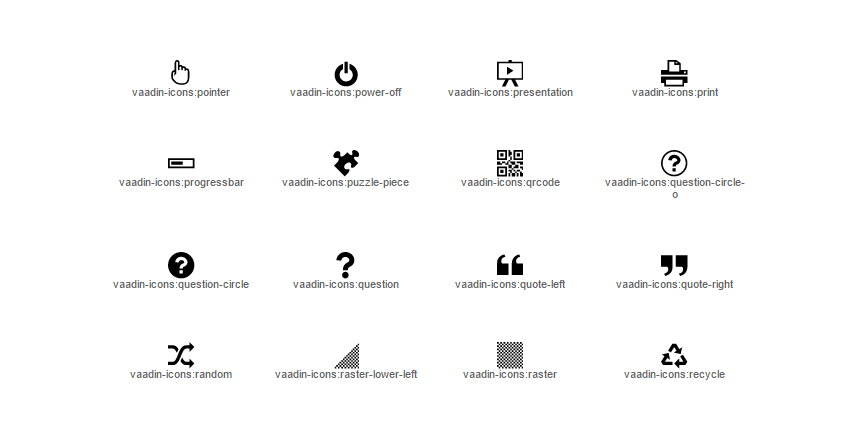 vaadin-icons:pointer
vaadin-icons:power-off
vaadin-icons:presentation
vaadin-icons:print
vaadin-icons:progressbar
vaadin-icons:puzzle-piece
vaadin-icons:qrcode
vaadin-icons:question-circle-
o
vaadin-icons:question-circle
vaadin-icons:question
vaadin-icons:quote-left
vaadin-icons:quote-right
vaadin-icons:random
vaadin-icons:raster-lower-left
vaadin-icons:raster
vaadin-icons:recycle